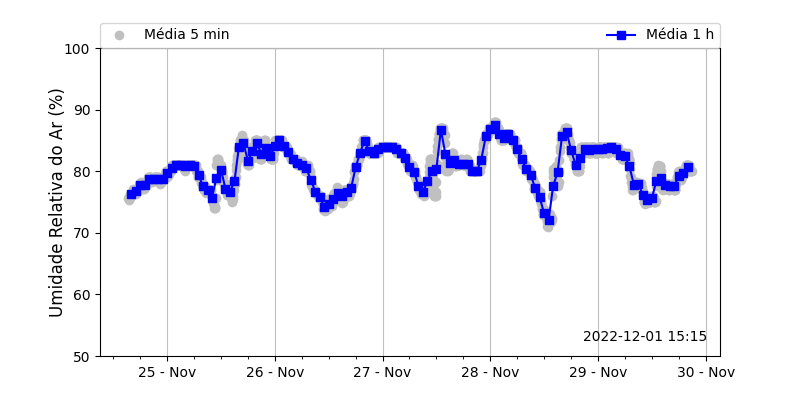 Média 5 min
Média 1 h
Umidade Relativa do Ar (%)
100
90
80
70
60
50
2022-12-01 15:15
25 - Nov
26 - Nov
27 - Nov
28 - Nov
29 - Nov
30 - Nov